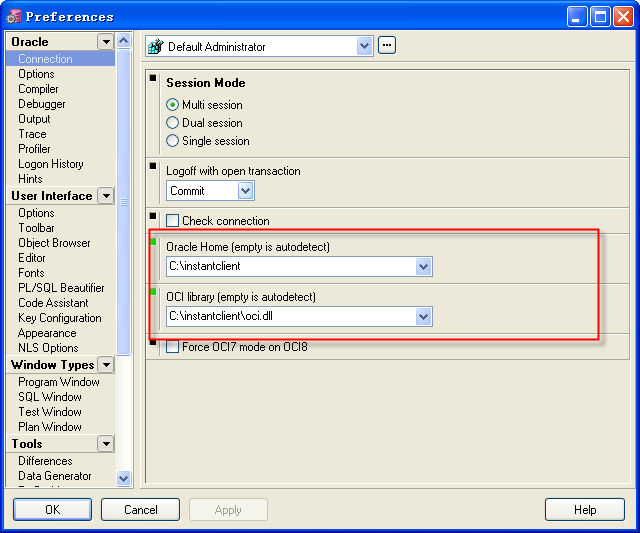 Preferences
Oracle
Connection
Options
Compiler
Debugger
Output
Trace
Profiler
Logon History
Hints
User Interface
Options
Toolbar
Object Browser
Editor
Fonts
PL/SQL Beautifier
Code Assistant
Key Configuration
Appearance
NLS Options
Window Types
Program Window
SQL Window
Test Window
Plan Window
Tools
Differences
Data Generator
Default Administrator
...
Session Mode
Multi session
Dual session
Single session
Logoff with open transaction
Commit
Check connection
Oracle Home (empty is autodetect)
C:\instantclient
OCI library (empty is autodetect)
C:\instantclient\oci.dll
Force OCI7 mode on OCI8
OK
Cancel
Apply
Help